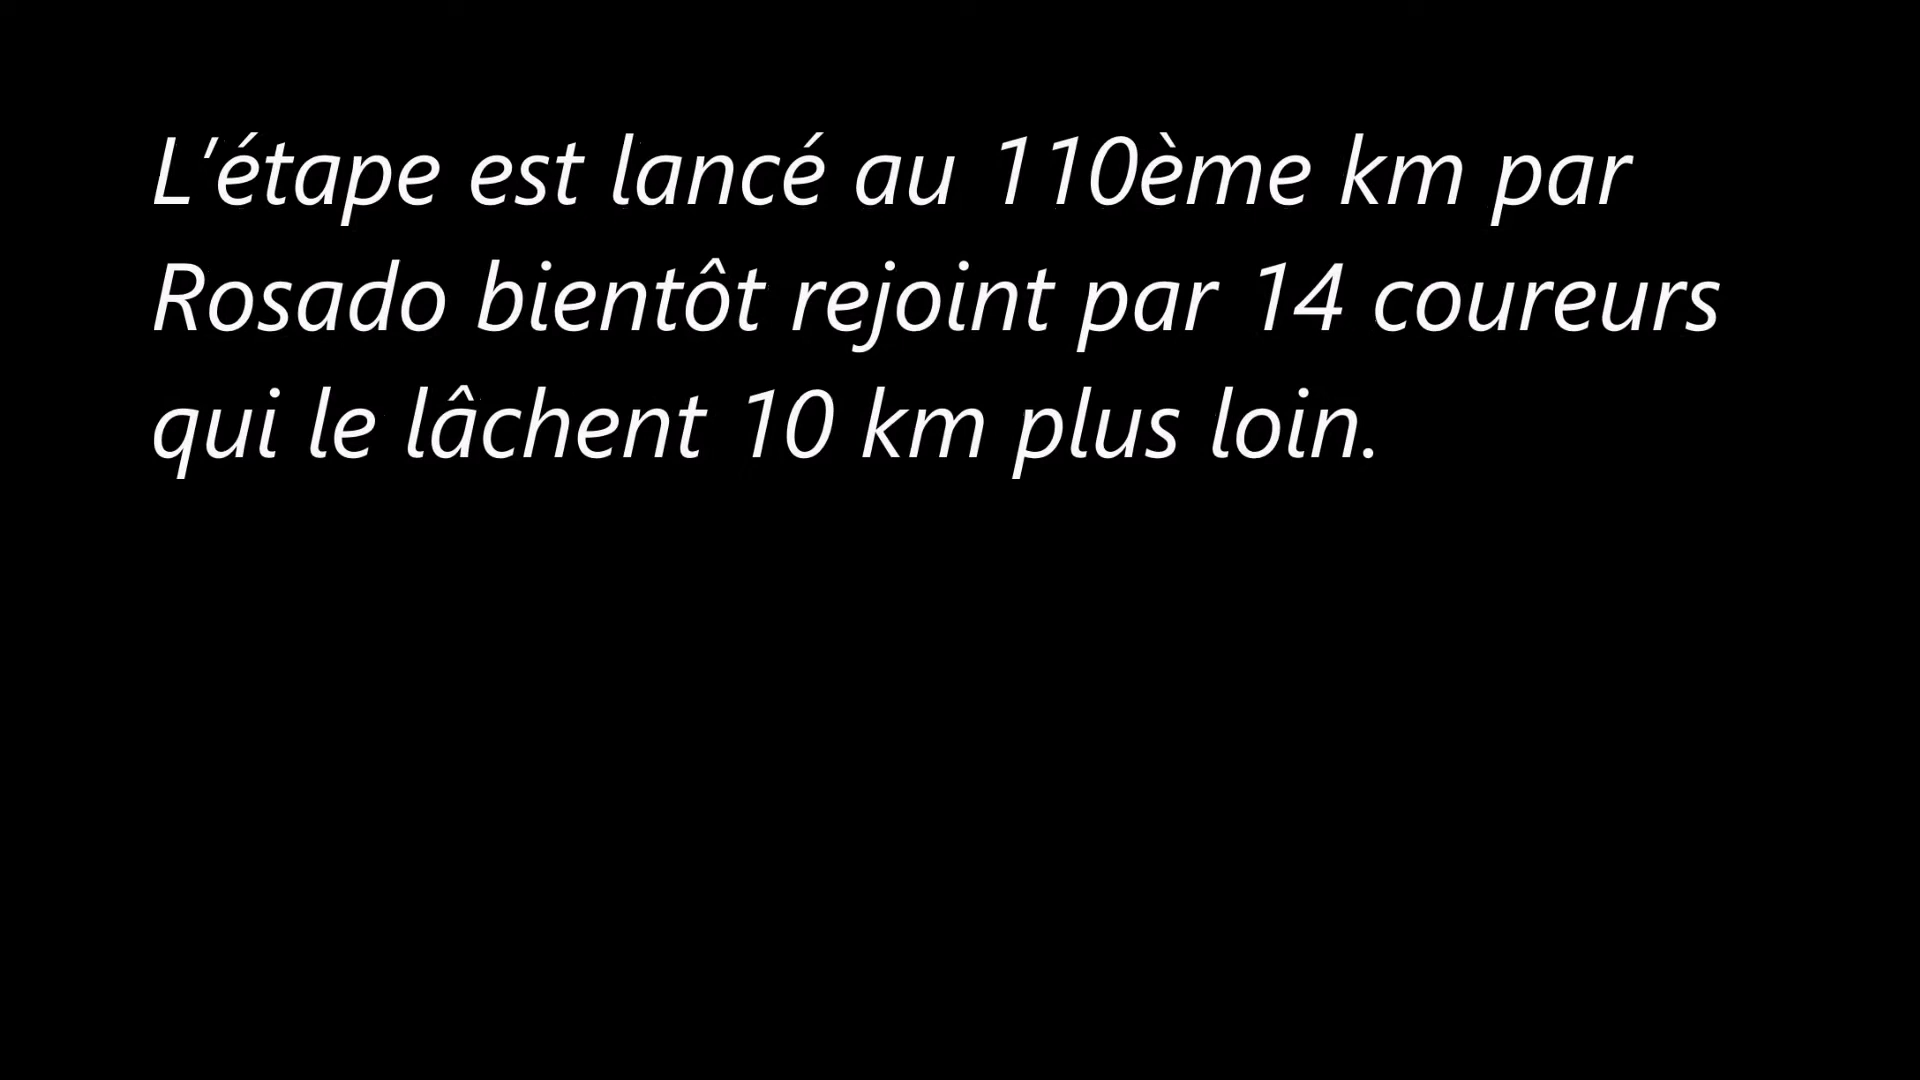 L'étape est lancé au 110ème km par
Rosado bientôt rejoint par 14 coureurs
qui le lâchent 10 km plus loin.